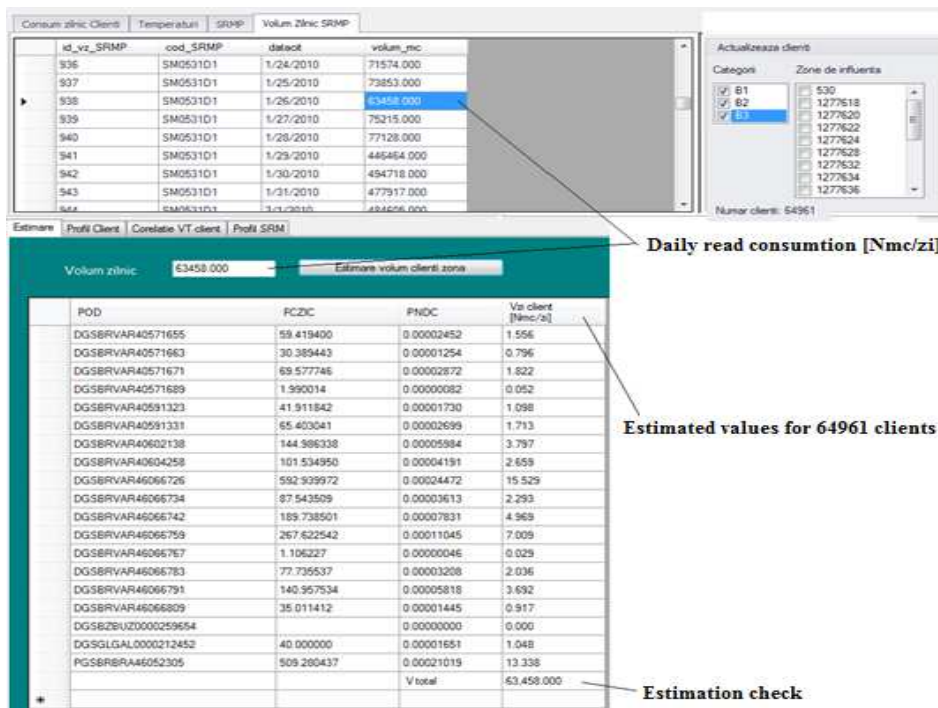 Consum zilnic Clienti Temperaturi SRMP Volum Zilnic SRMP
id_vz_SRMP cod_SRMP datacit volum_mc
936 SM0531D1 1/24/2010 71574.000
937 SM0531D1 1/25/2010 73853.000
938 SM0531D1 1/26/2010 63458.000
939 SM0531D1 1/27/2010 75215.000
940 SM0531D1 1/28/2010 77128.000
941 SM0531D1 1/29/2010 446464.000
942 SM0531D1 1/30/2010 494718.000
943 SM0531D1 1/31/2010 477917.000
944 SM0531D1 484605.000
Actualizeaza clienti
Categorii Zone de influenta
B1 530
B2 1277618
B3 1277620
1277622
1277624
1277628
1277632
1277634
1277636
Numar clienti: 64961
Estimare Profil Client Corelatie VT client Profil SRM
Daily read consumtion [Nmc/zi]
Volum zilnic 63458.000 Estimare volum clienti zona
POD FCZIC PNDC Vzi client
[Nmc/zi]
DGSBRVAR40571655 59.419400 0.00002452 1.556
DGSBRVAR40571663 30.389443 0.00001254 0.796
DGSBRVAR40571671 69.577746 0.00002872 1.822
DGSBRVAR40571689 1.990014 0.00000082 0.052
DGSBRVAR40591323 41.911842 0.00001730 1.098
DGSBRVAR40591331 65.403041 0.00002699 1.713
Estimated values for 64961 clients
DGSBRVAR40602138 144.986338 0.00005984 3.797
DGSBRVAR40604258 101.534950 0.00004191 2.659
DGSBRVAR46066726 592.939972 0.00024472 15.529
DGSBRVAR46066734 87.543509 0.00003613 2.293
DGSBRVAR46066742 189.738501 0.00007831 4.969
DGSBRVAR46066759 267.622542 0.00011045 7.009
DGSBRVAR46066767 1.106227 0.00000046 0.029
DGSBRVAR46066783 77.735537 0.00003208 2.036
DGSBRVAR46066791 140.957534 0.00005818 3.692
DGSBRVAR46066809 35.011412 0.00001445 0.917
DGSBZBUZ0000259654 0.00000000 0.000
DGSGLGAL0000212452 40.000000 0.00001651 1.048
PGSBRBRA46052305 509.280437 0.00021019 13.338
V total 63,458.000
Estimation check